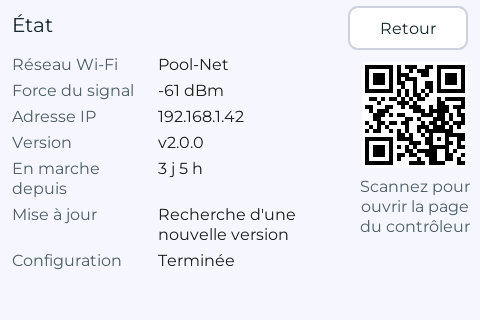 État
Retour
Réseau Wi-Fi Pool-Net
Force du signal -61 dBm
Adresse IP 192.168.1.42
Version v2.0.0
En marche depuis 3 j 5 h
Mise à jour Recherche d'une nouvelle version
Configuration Terminée
Scannez pour
ouvrir la page
du contrôleur